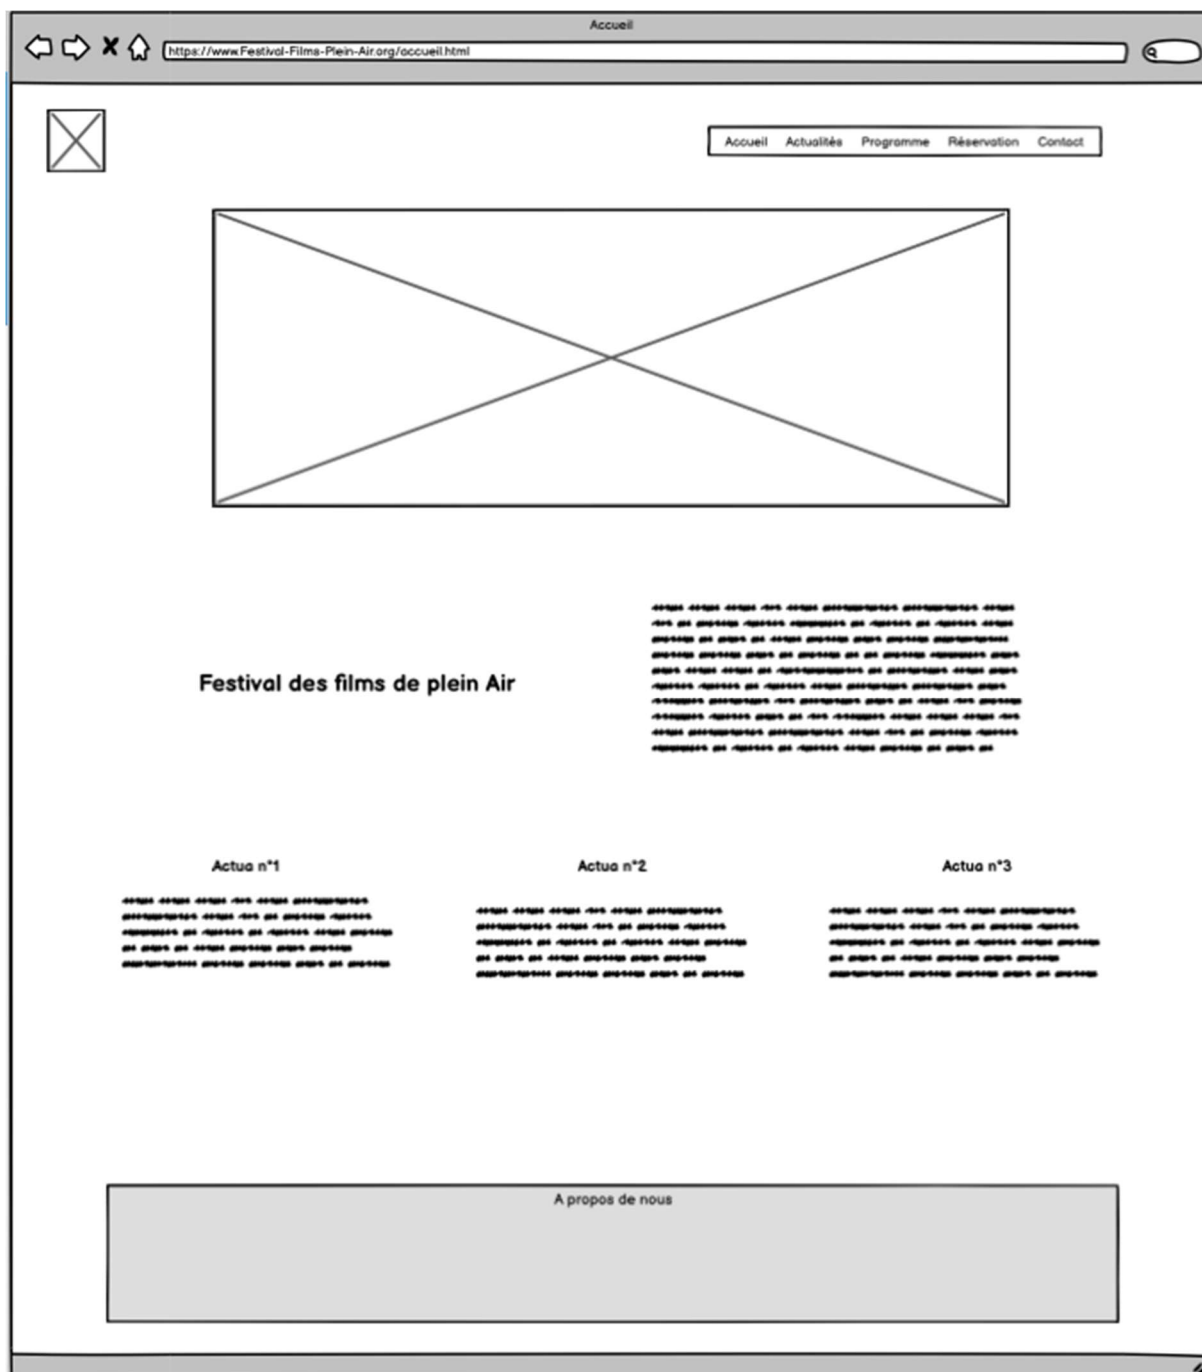 Accueil
https://www.Festival-Films-Plein-Air.org/accueil.html
Accueil Actualités Programme Réservation Contact
Festival des films de plein Air
Actua n°1
Actua n°2
Actua n°3
A propos de nous